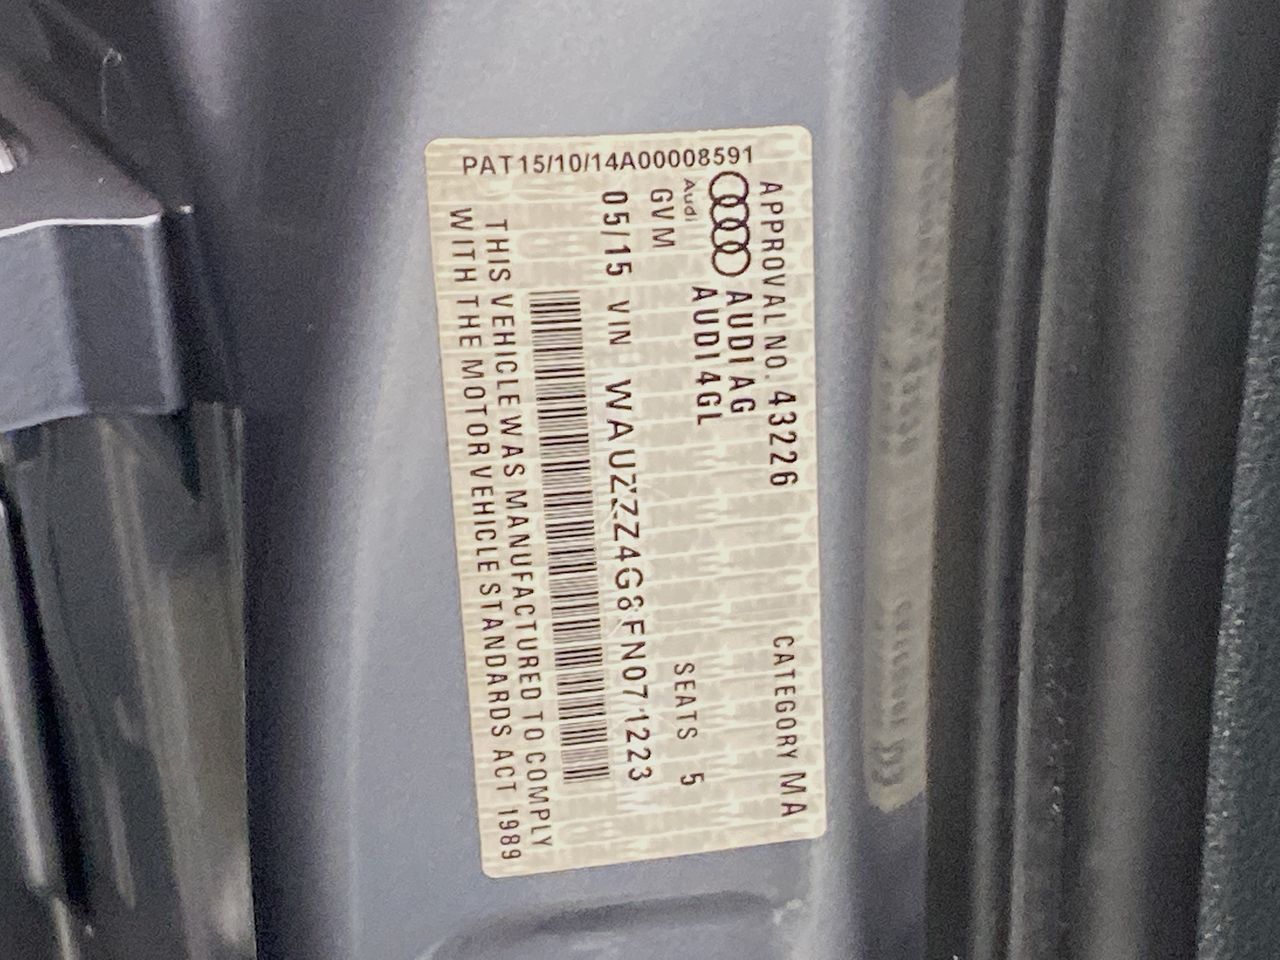 PAT15/10/14A00008591
APPROVAL NO. 43226 CATEGORY MA
AUDI AG
Audi AUDI 4GL
GVM SEATS 5
05/15 VIN WAUZZZ4G8FN071223
THIS VEHICLE WAS MANUFACTURED TO COMPLY
WITH THE MOTOR VEHICLE STANDARDS ACT 1989